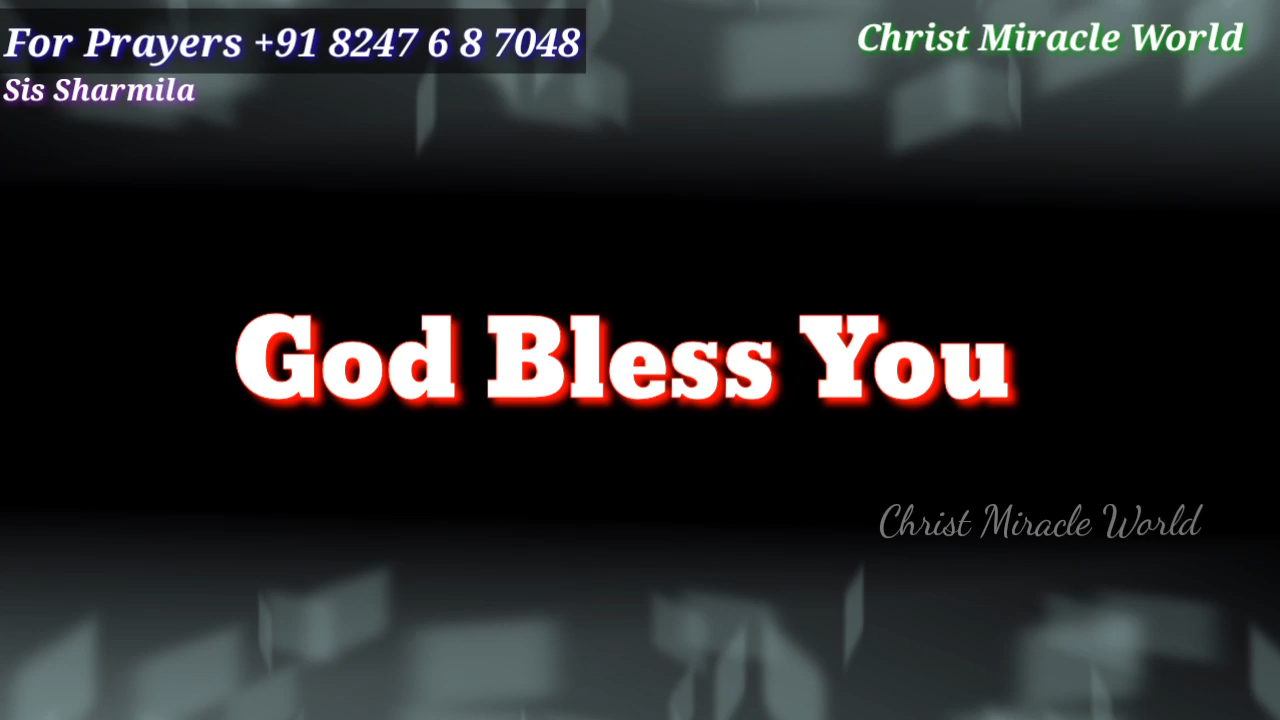 For Prayers +91 8247 6 8 7048
Christ Miracle World
Sis Sharmila
God Bless You
Christ Miracle World